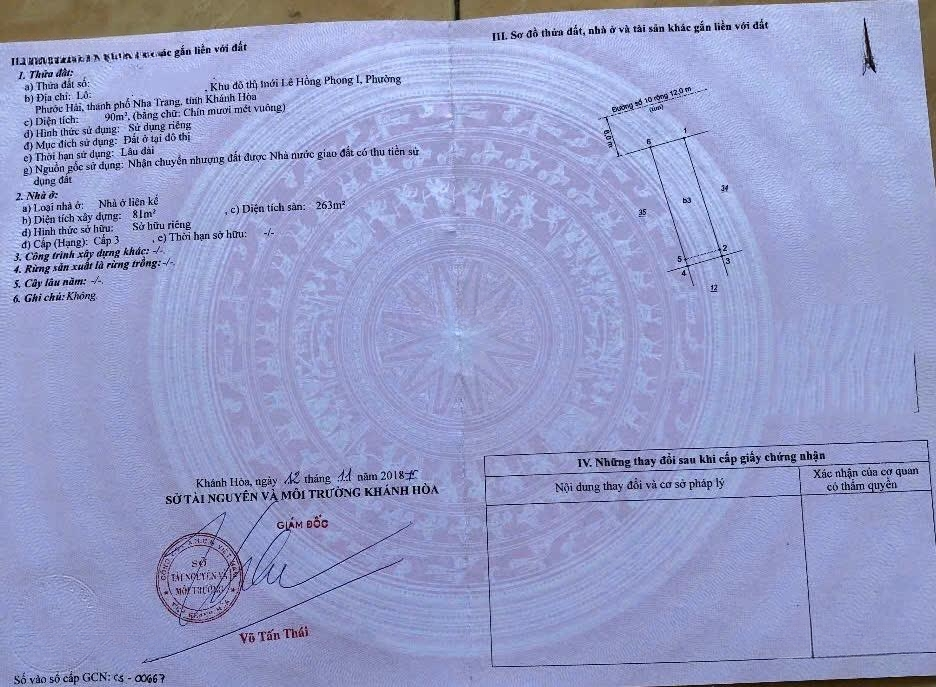 gắn liền với đất
1. Thửa đất:
a) Thửa đất số:
b) Địa chỉ: Lô: , Khu đô thị mới Lê Hồng Phong I, Phường
Phước Hải, thành phố Nha Trang, tỉnh Khánh Hòa
c) Diện tích: 90m², (bằng chữ: Chín mươi mét vuông)
d) Hình thức sử dụng: Sử dụng riêng
đ) Mục đích sử dụng: Đất ở tại đô thị
e) Thời hạn sử dụng: Lâu dài
g) Nguồn gốc sử dụng: Nhận chuyển nhượng đất được Nhà nước giao đất có thu tiền sử
dụng đất
2. Nhà ở:
a) Loại nhà ở: Nhà ở liên kế
b) Diện tích xây dựng: 81m² , c) Diện tích sàn: 263m²
d) Hình thức sở hữu: Sở hữu riêng
đ) Cấp (Hạng): Cấp 3 , e) Thời hạn sở hữu: -/-
3. Công trình xây dựng khác: -/-
4. Rừng sản xuất là rừng trồng: -/-
5. Cây lâu năm: -/-
6. Ghi chú: Không
Khánh Hòa, ngày 12 tháng 11 năm 2018
SỞ TÀI NGUYÊN VÀ MÔI TRƯỜNG KHÁNH HÒA
GIÁM ĐỐC
SỞ
TÀI NGUYÊN VÀ
MÔI TRƯỜNG
Võ Tấn Thái
Số vào sổ cấp GCN: CS - 00667
III. Sơ đồ thửa đất, nhà ở và tài sản khác gắn liền với đất
Đường số 10 rộng 12,0 m
6,0 m
6 1
34
b3
35
5 2
4 3
12
IV. Những thay đổi sau khi cấp giấy chứng nhận
Nội dung thay đổi và cơ sở pháp lý
Xác nhận của cơ quan
có thẩm quyền